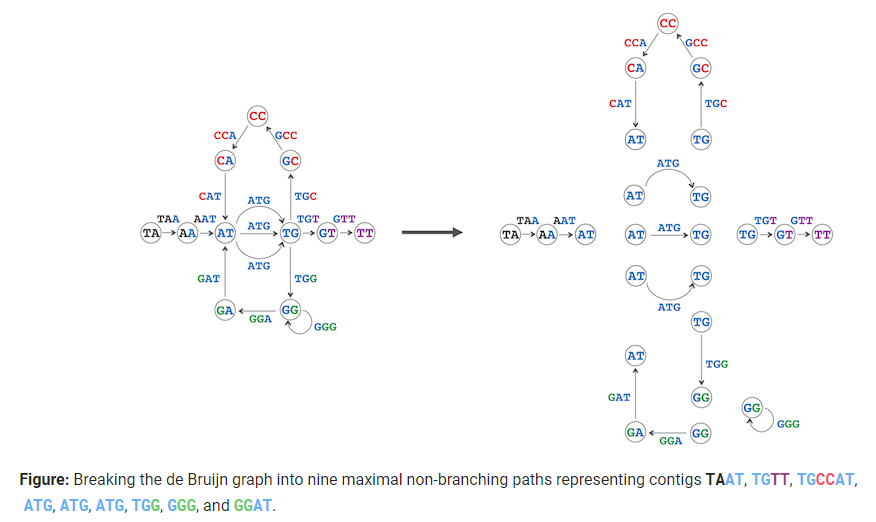 CC
CCA GCC
CA GC
CAT TGC
AT TG
CC
CCA GCC
CA GC
CAT ATG TGC
TAA AAT ATG TGT GTT
TA AA AT TG GT TT
ATG
GAT TGG
GA GG
GGA GGG
ATG
AT TG
TAA AAT ATG TGT GTT
TA AA AT AT TG TG GT TT
AT TG
ATG
TG
AT
TGG
GAT GG GG
GGG
GA GG
GGA
Figure: Breaking the de Bruijn graph into nine maximal non-branching paths representing contigs TAAT, TGTT, TGCCAT,
ATG, ATG, ATG, TGG, GGG, and GGAT.